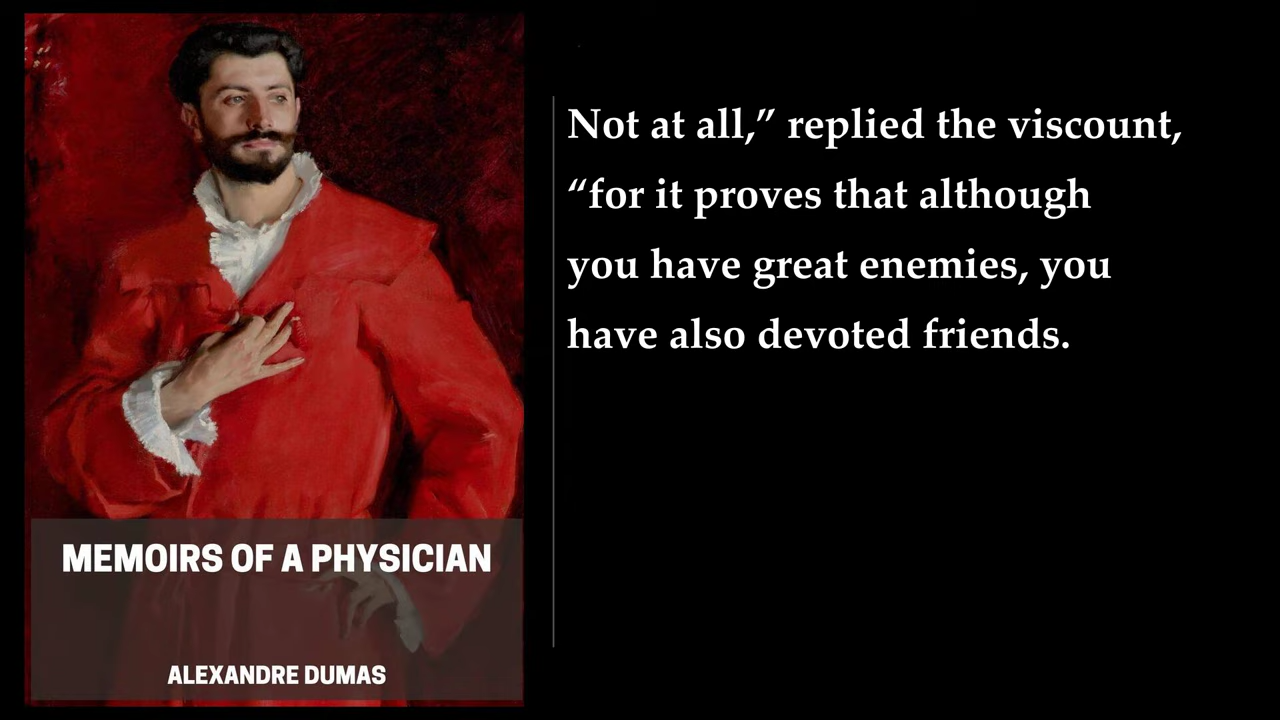 Not at all,” replied the viscount,
“for it proves that although
you have great enemies, you
have also devoted friends.
MEMOIRS OF A PHYSICIAN
ALEXANDRE DUMAS